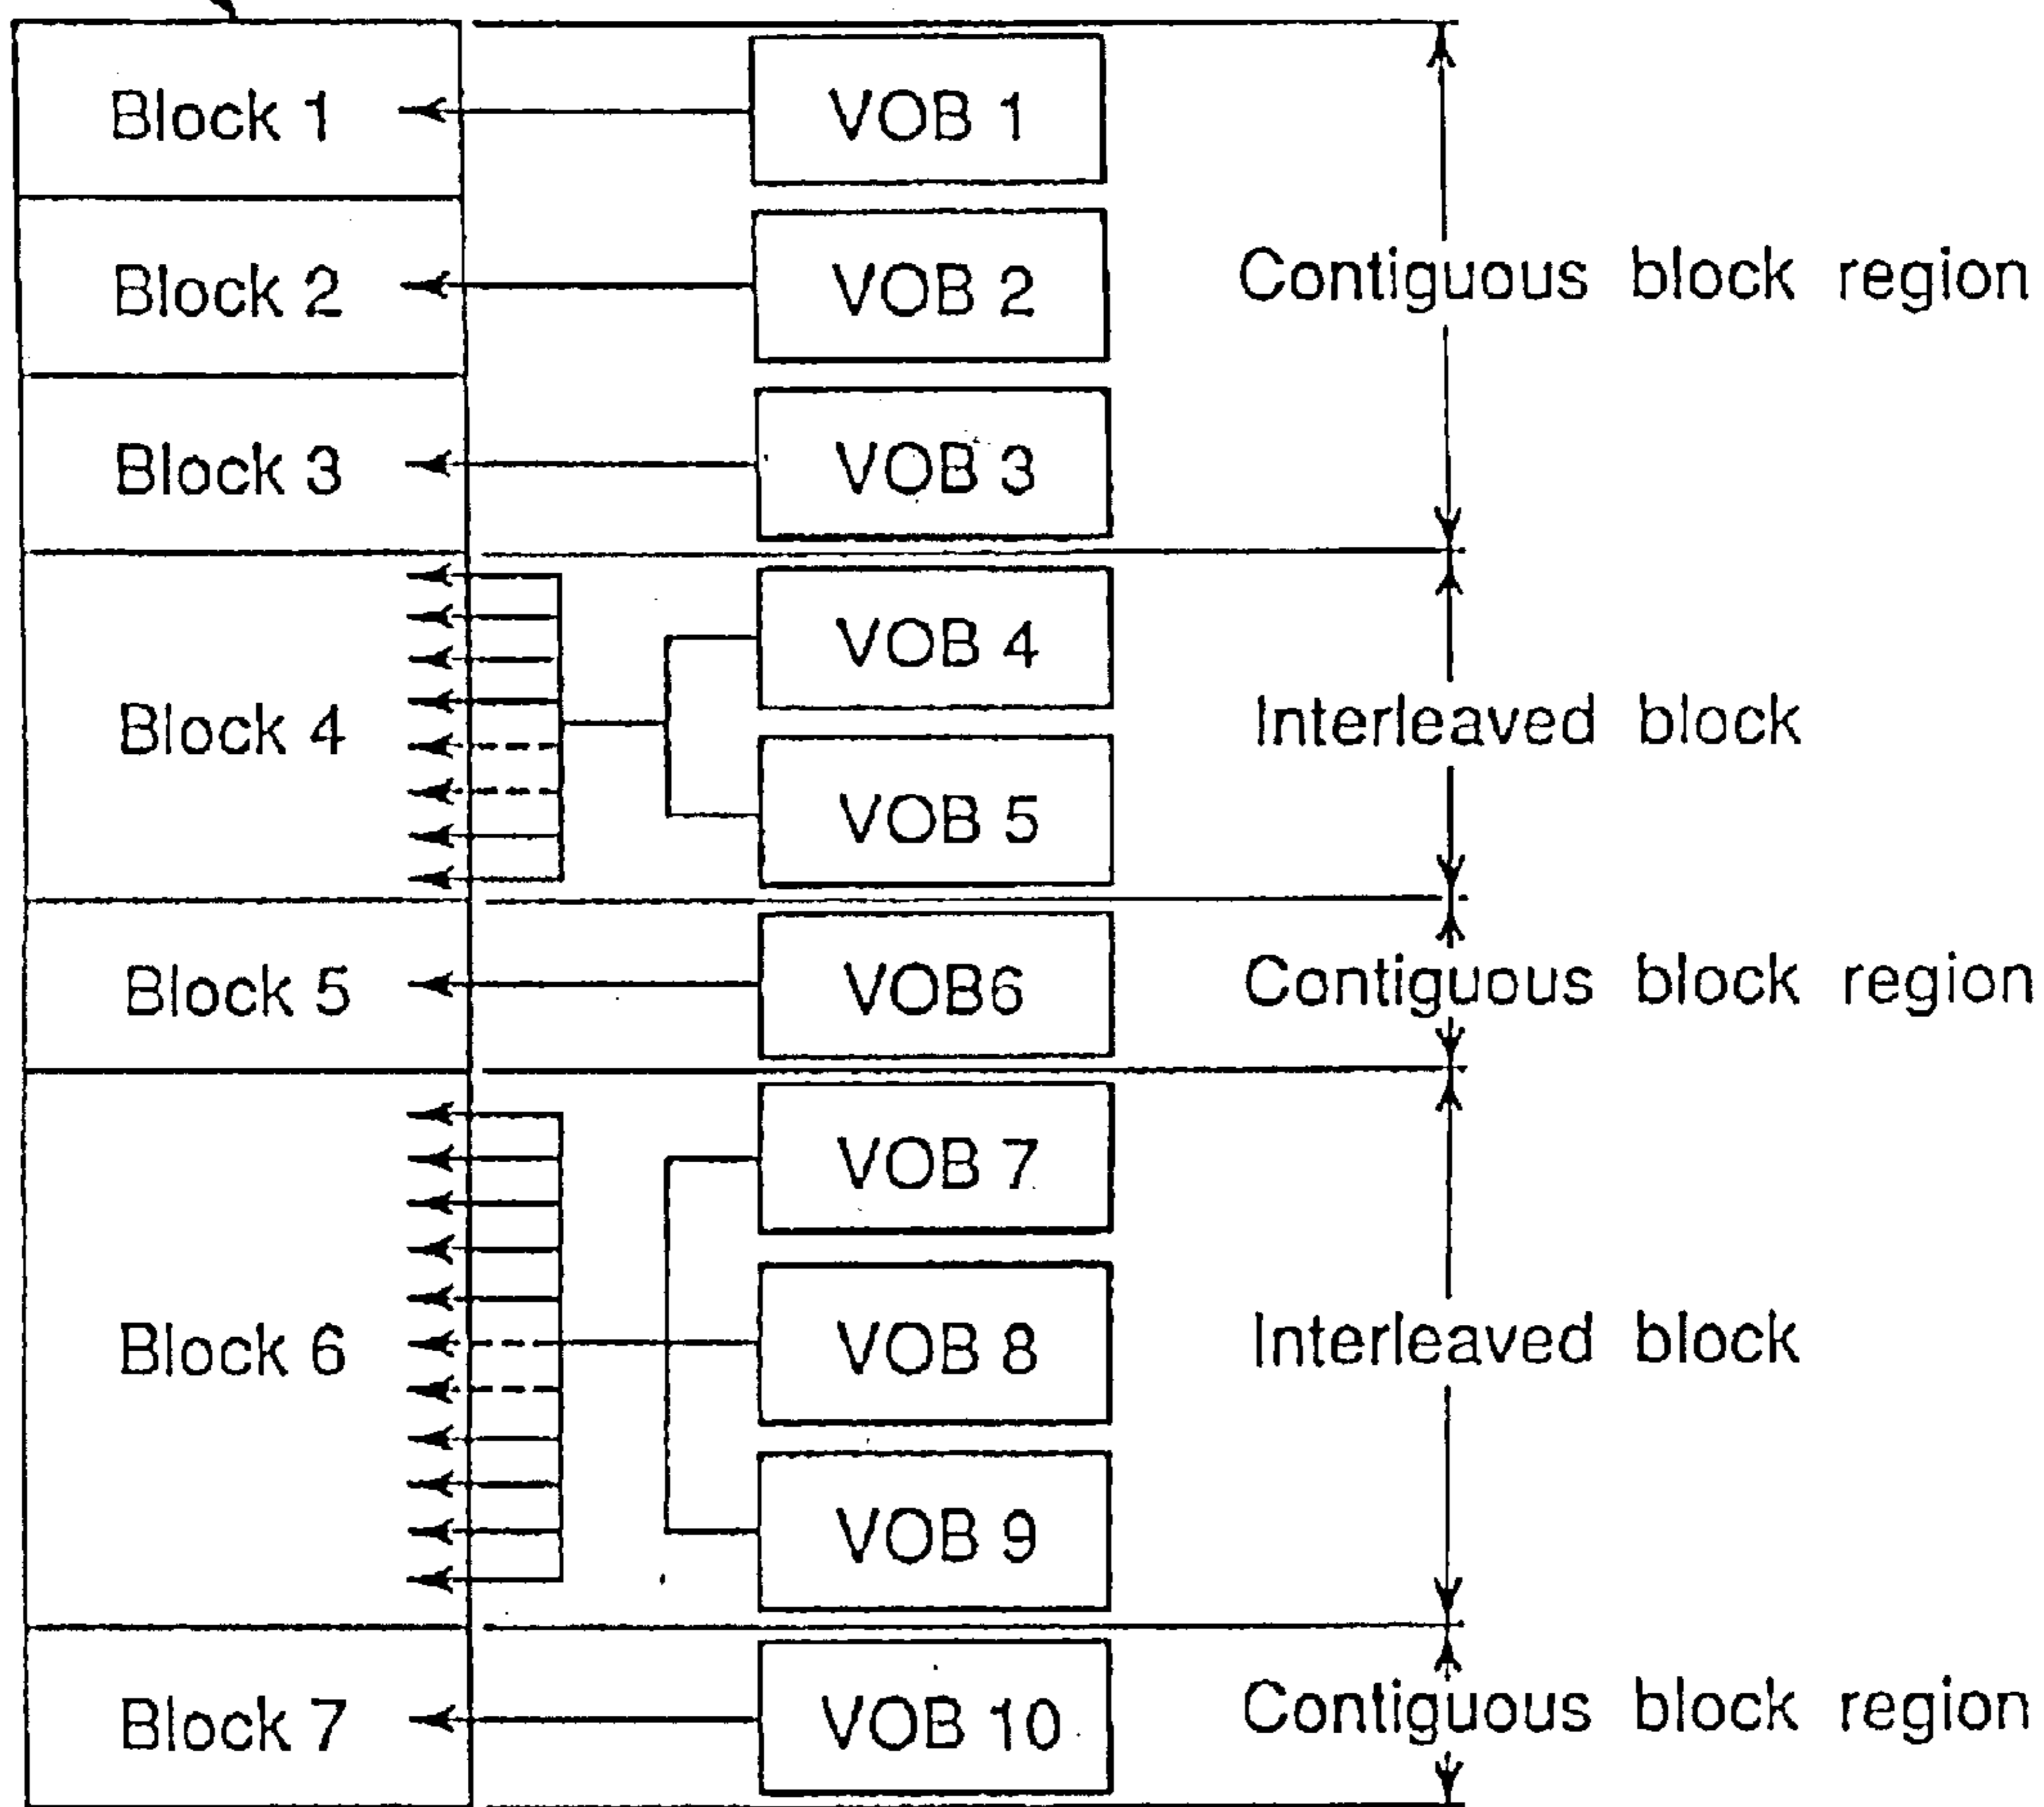 Block 1
VOB 1
Block 2
VOB 2
Contiguous block region
Block 3
VOB 3
VOB 4
Block 4
Interleaved block
VOB 5
Block 5
VOB6
Contiguous block region
VOB 7
Block 6
VOB 8
Interleaved block
VOB 9
Block 7
VOB 10
Contiguous block region